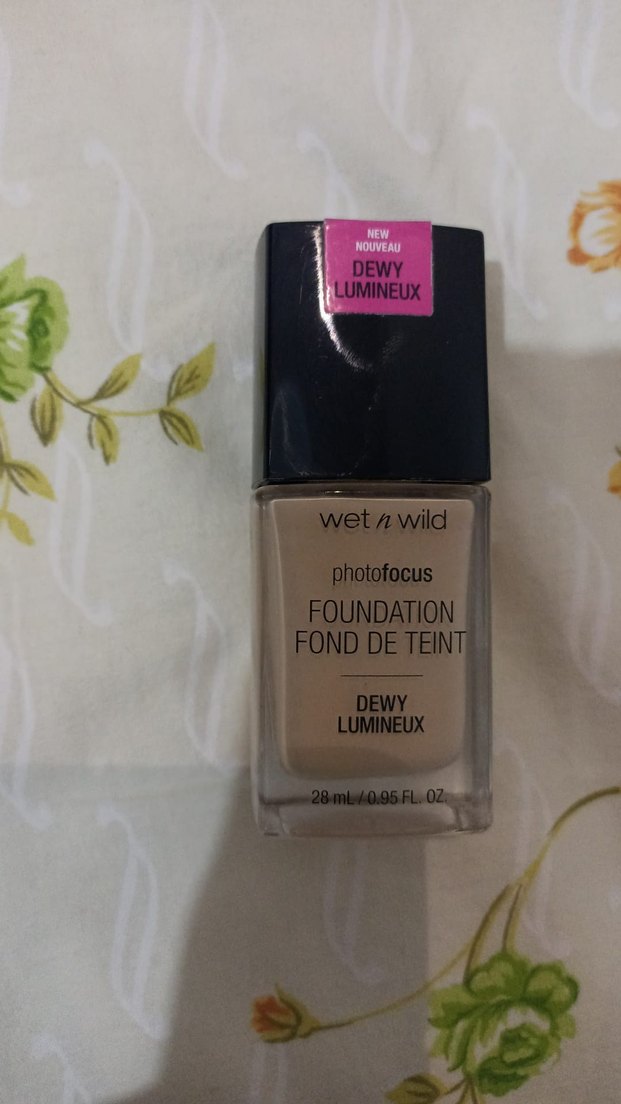 NEW
NOUVEAU
DEWY
LUMINEUX
wet n wild
photofocus
FOUNDATION
FOND DE TEINT
DEWY
LUMINEUX
28 mL / 0.95 FL. OZ.